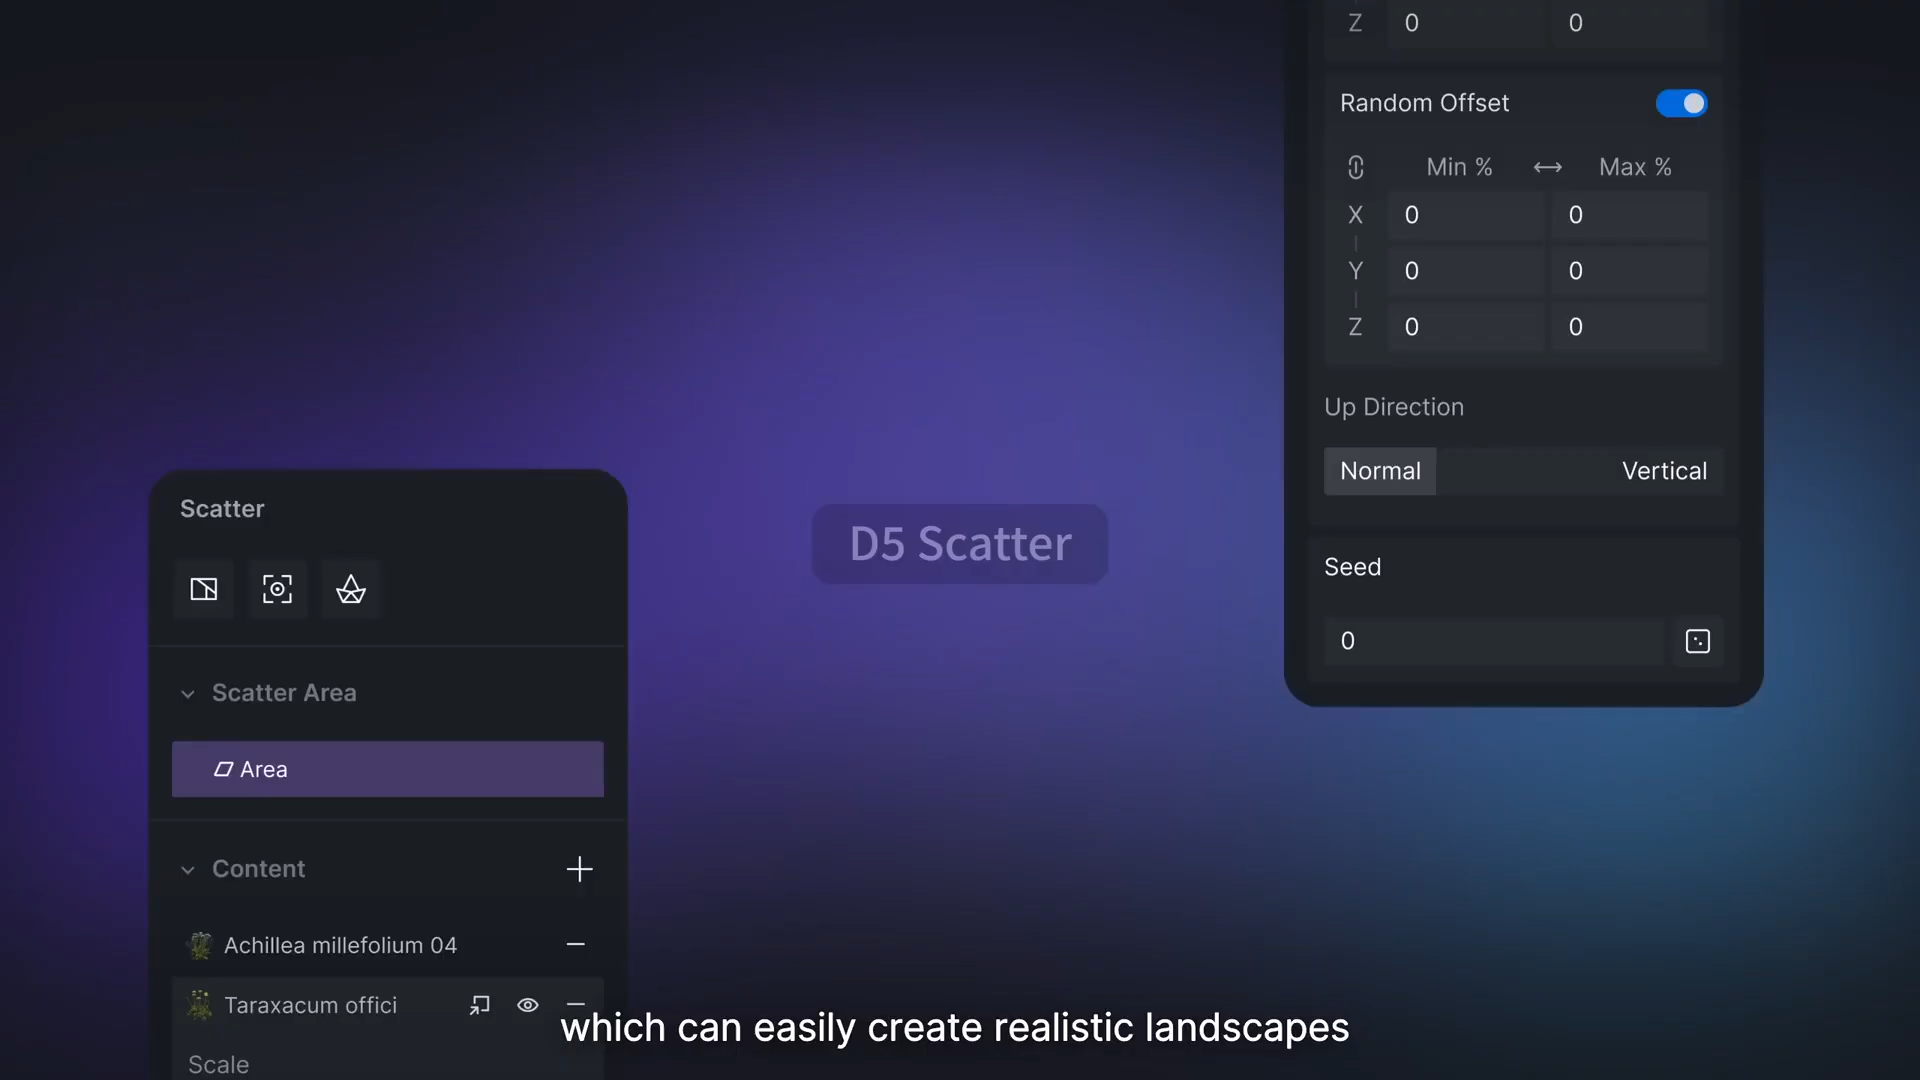 Z 0 0
Random Offset
Min % Max %
X 0 0
Y 0 0
Z 0 0
Up Direction
Normal Vertical
Seed
0
D5 Scatter
Scatter
Scatter Area
Area
Content
Achillea millefolium 04
Taraxacum offici
Scale
which can easily create realistic landscapes